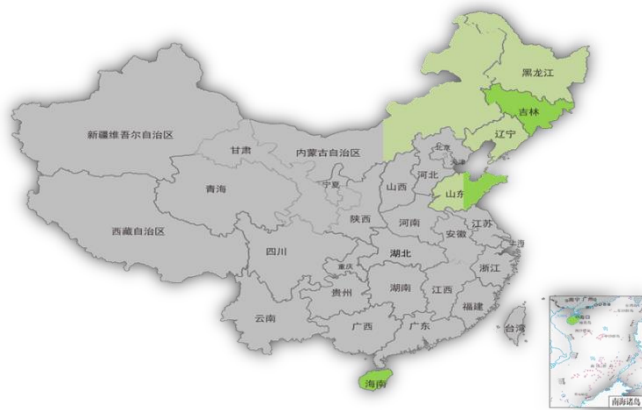 黑龙江
吉林
辽宁
新疆维吾尔自治区
甘肃
内蒙古自治区
北京
天津
河北
山西
山东
宁夏
青海
陕西
河南
江苏
安徽
西藏自治区
四川
湖北
上海
重庆
浙江
贵州
湖南
江西
福建
云南
广西
广东
台湾
海南
南海诸岛